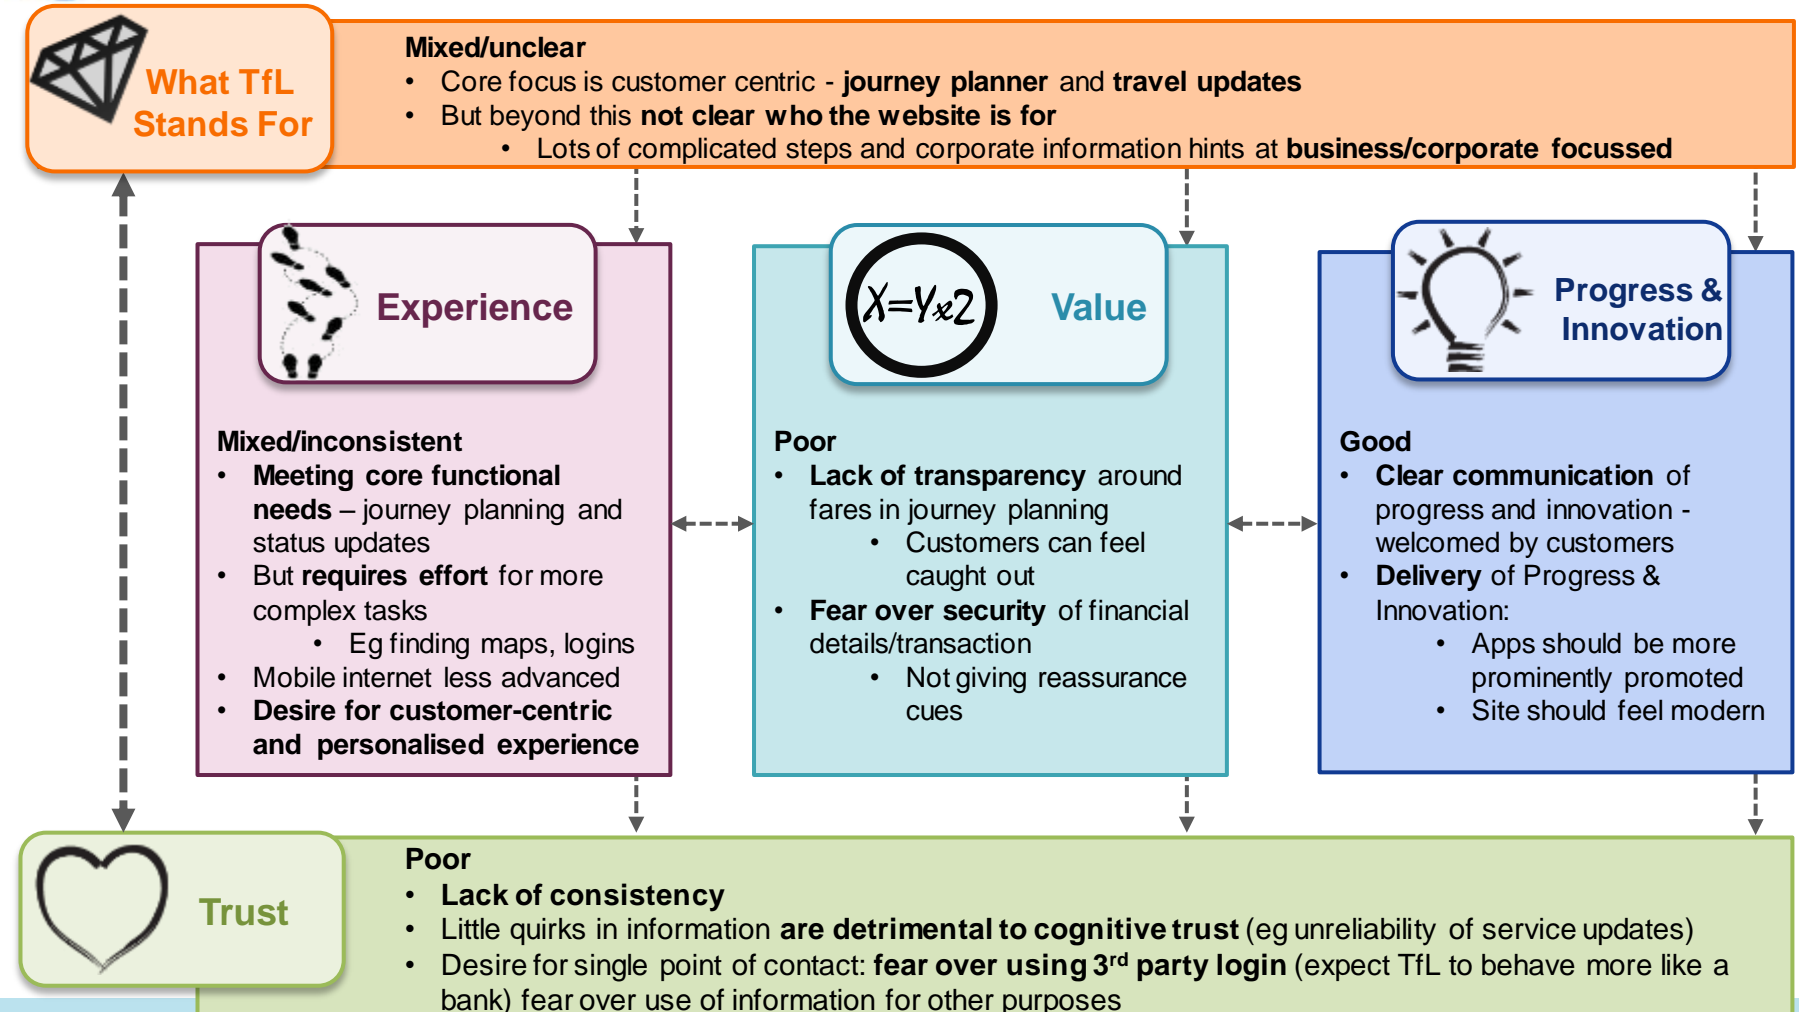 What TfL
Stands For
Mixed/unclear
• Core focus is customer centric - journey planner and travel updates
• But beyond this not clear who the website is for
• Lots of complicated steps and corporate information hints at business/corporate focussed
Experience
Mixed/inconsistent
• Meeting core functional
needs – journey planning and
status updates
• But requires effort for more
complex tasks
• Eg finding maps, logins
• Mobile internet less advanced
• Desire for customer-centric
and personalised experience
X=Yx2
Value
Poor
• Lack of transparency around
fares in journey planning
• Customers can feel
caught out
• Fear over security of financial
details/transaction
• Not giving reassurance
cues
Progress &
Innovation
Good
• Clear communication of
progress and innovation -
welcomed by customers
• Delivery of Progress &
Innovation:
• Apps should be more
prominently promoted
• Site should feel modern
Trust
Poor
• Lack of consistency
• Little quirks in information are detrimental to cognitive trust (eg unreliability of service updates)
• Desire for single point of contact: fear over using 3rd party login (expect TfL to behave more like a
bank) fear over use of information for other purposes